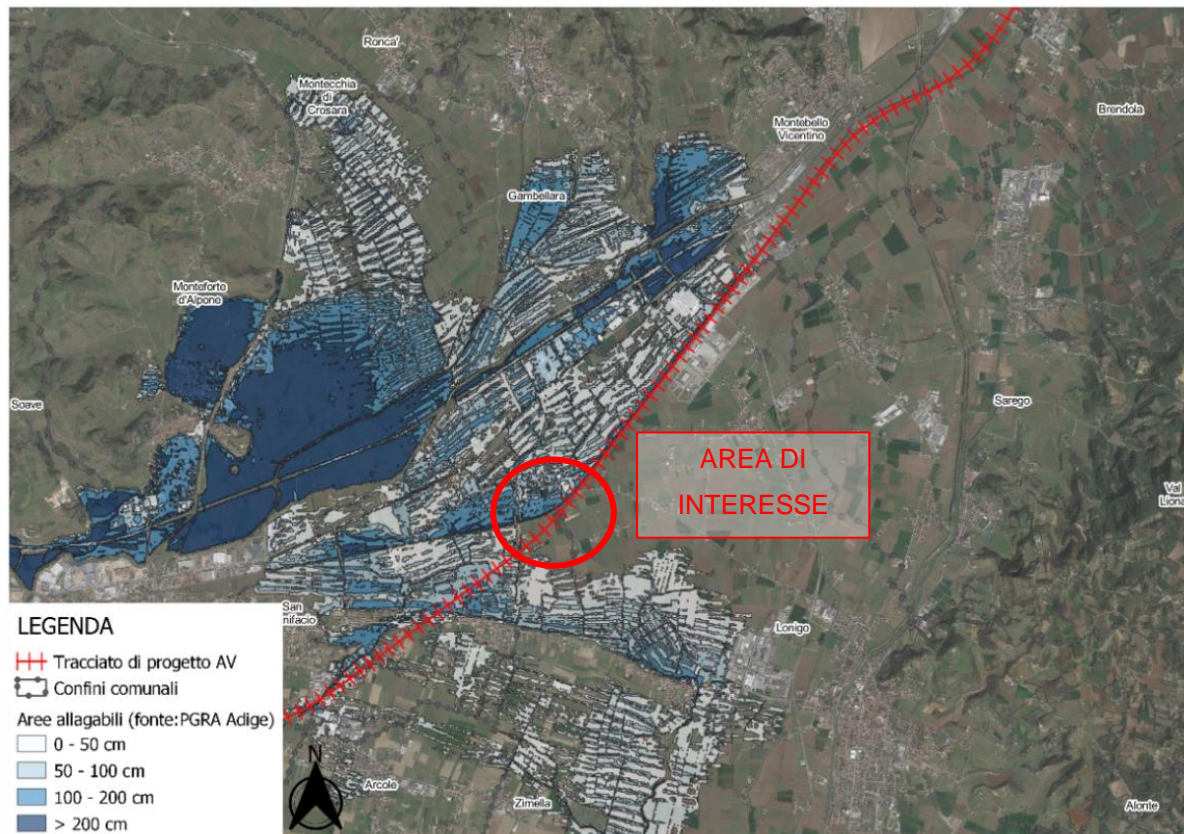 Ronca'
Montecchia
di
Crosara
Montebello
Vicentino
Brendola
Gambellara
Monteforte
d'Alpone
Soave
Sarego
AREA DI
INTERESSE
Val
Liona
San
nifacio
Lonigo
LEGENDA
Tracciato di progetto AV
Confini comunali
Aree allagabili (fonte:PGRA Adige)
0 - 50 cm
50 - 100 cm
100 - 200 cm
> 200 cm
N
Arcole
Zimella
Alonte